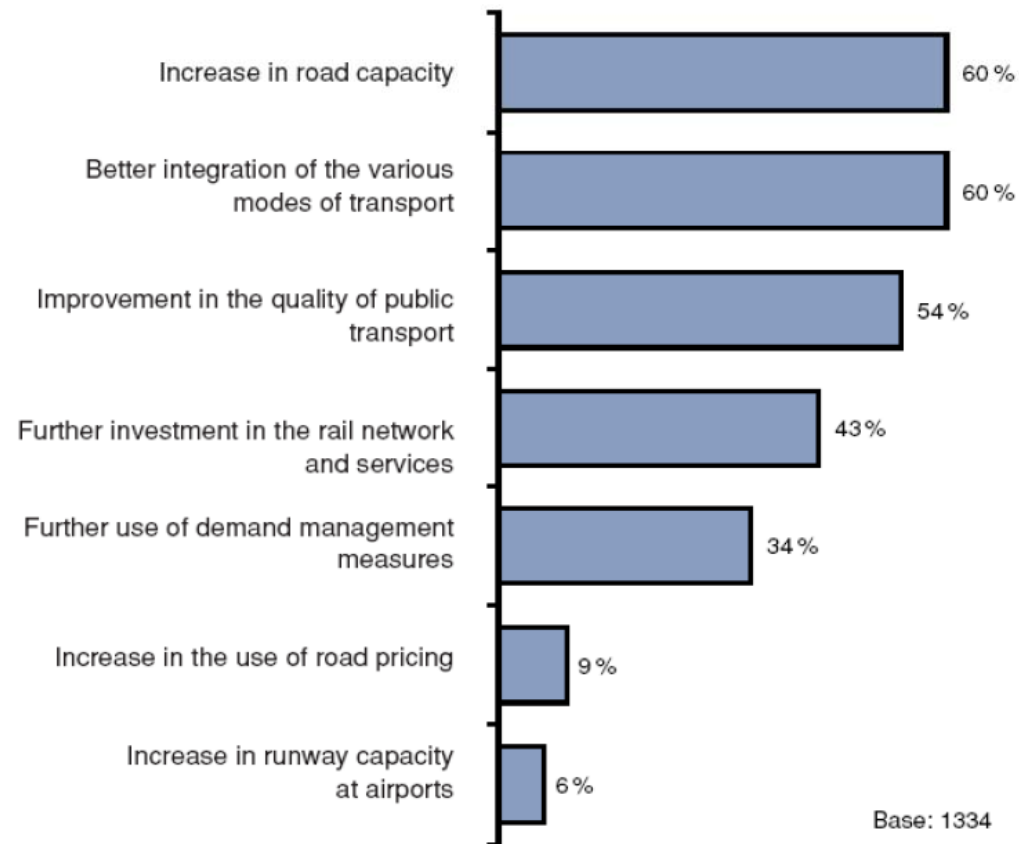 Increase in road capacity
60 %
Better integration of the various
modes of transport
60 %
Improvement in the quality of public
transport
54 %
Further investment in the rail network
and services
43 %
Further use of demand management
measures
34 %
Increase in the use of road pricing
9 %
Increase in runway capacity
at airports
6 %
Base: 1334